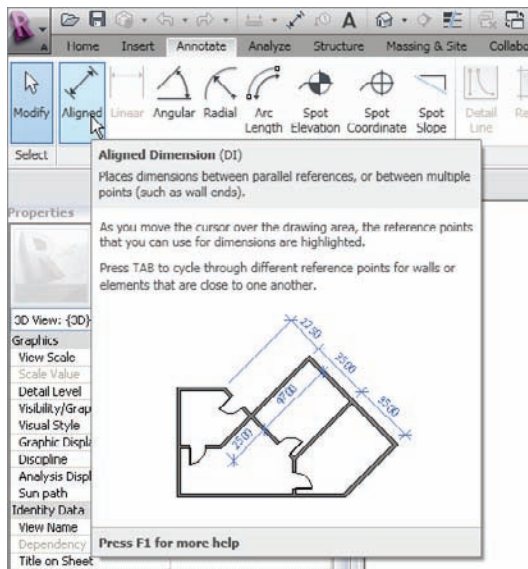 A
Home Insert Annotate Analyze Structure Massing & Site Collabo
Modify Aligned Linear Angular Radial Arc Length Spot Elevation Spot Coordinate Spot Slope Detail Line Re
Select
Aligned Dimension (DI)
Places dimensions between parallel references, or between multiple
points (such as wall ends).
As you move the cursor over the drawing area, the reference points
that you can use for dimensions are highlighted.
Press TAB to cycle through different reference points for walls or
elements that are close to one another.
2250
3500
3500
4700
2500
Press F1 for more help
Properties
3D View: {3D}
Graphics
View Scale
Scale Value
Detail Level
Visibility/Grap
Visual Style
Graphic Displa
Discipline
Analysis Displ
Sun path
Identity Data
View Name
Dependency
Title on Sheet